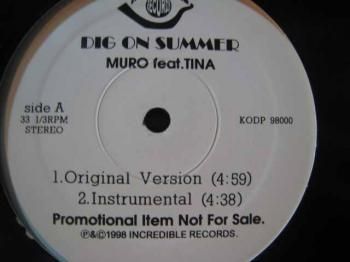 RECORDS
DIG ON SUMMER
MURO feat.TINA
side A
33 1/3RPM
STEREO
KODP 98000
1.Original Version (4:59)
2.Instrumental (4:38)
Promotional Item Not For Sale.
℗&©1998 INCREDIBLE RECORDS.